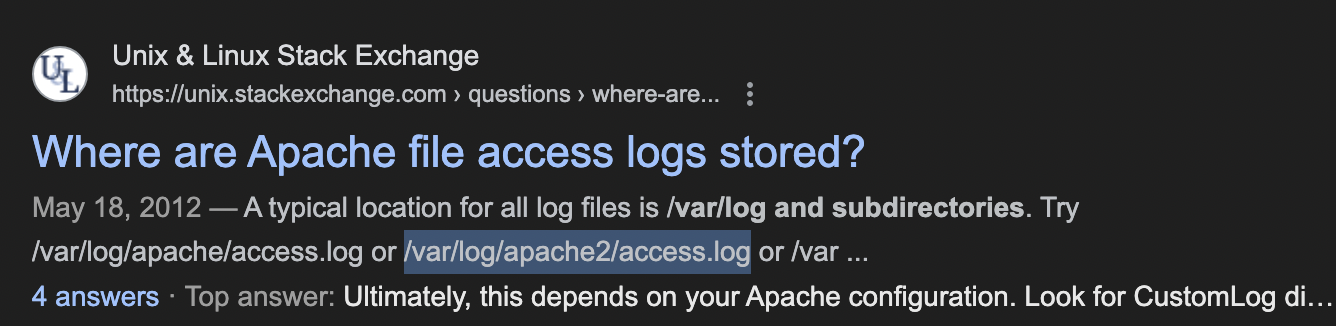 UL
Unix & Linux Stack Exchange
https://unix.stackexchange.com › questions › where-are...
Where are Apache file access logs stored?
May 18, 2012 — A typical location for all log files is /var/log and subdirectories. Try
/var/log/apache/access.log or /var/log/apache2/access.log or /var ...
4 answers · Top answer: Ultimately, this depends on your Apache configuration. Look for CustomLog di...